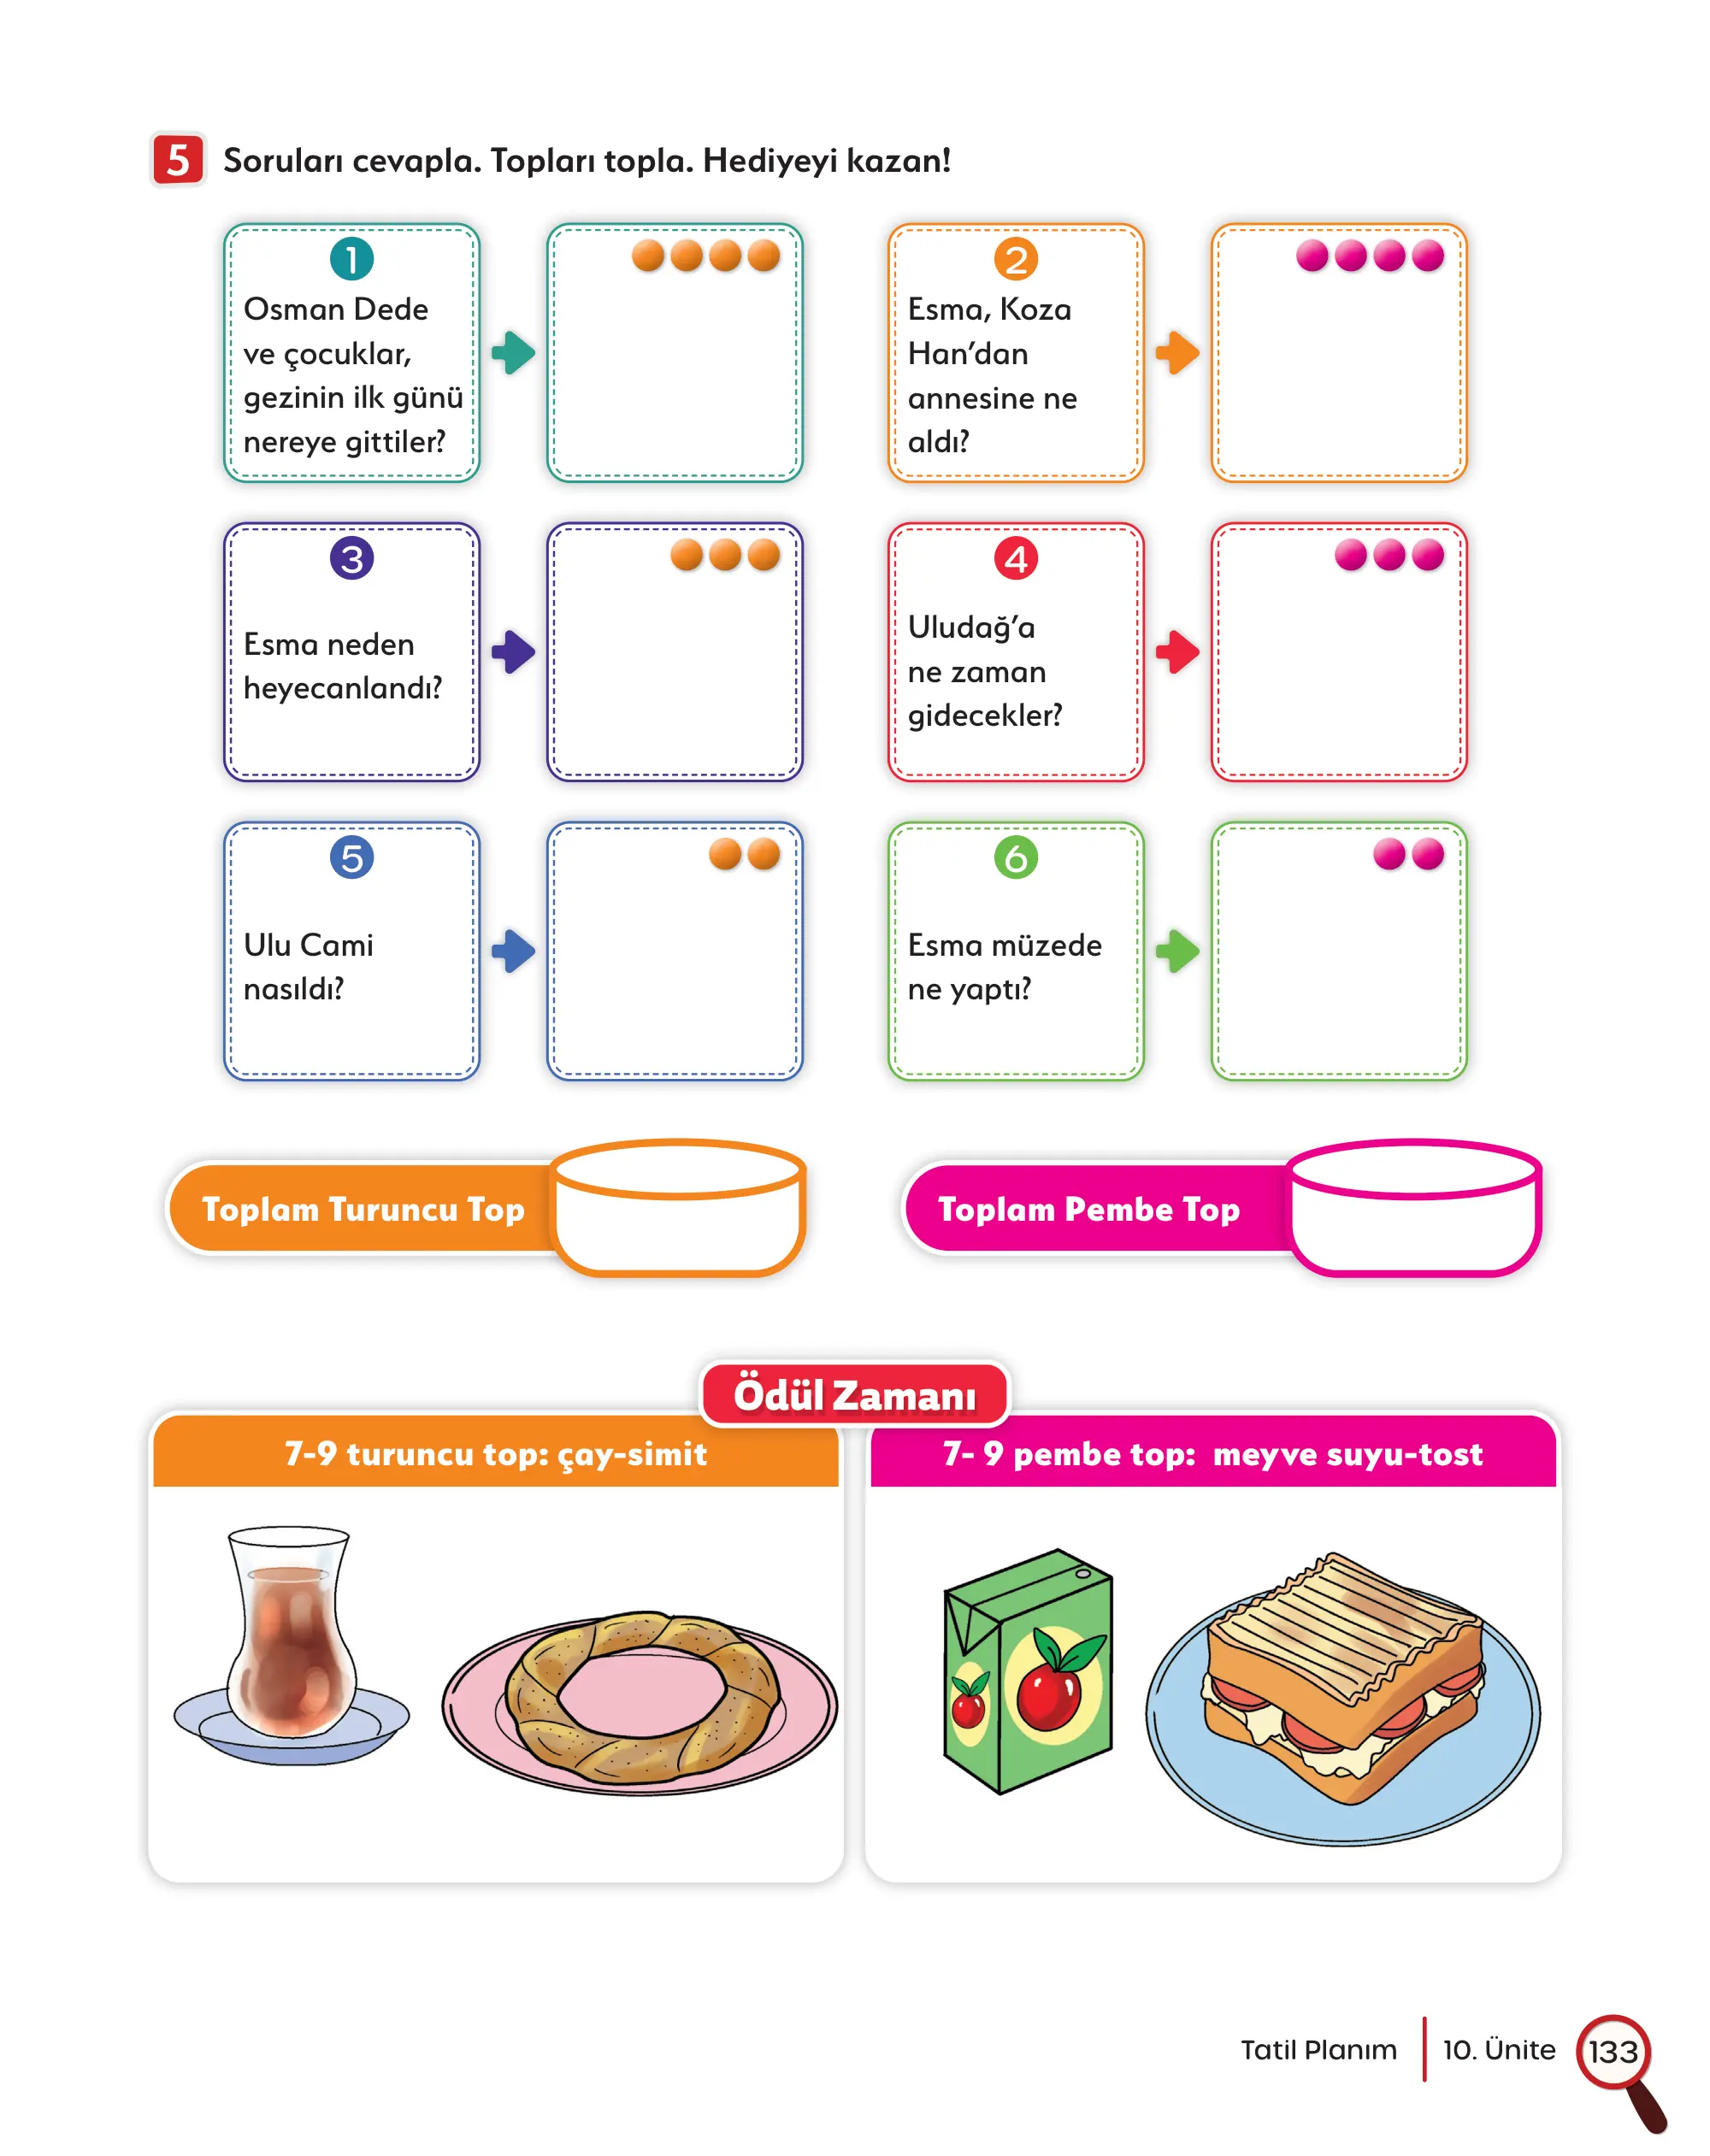 5 Soruları cevapla. Topları topla. Hediyeyi kazan!
1
Osman Dede
ve çocuklar,
gezinin ilk günü
nereye gittiler?
2
Esma, Koza
Han’dan
annesine ne
aldı?
3
Esma neden
heyecanlandı?
4
Uludağ’a
ne zaman
gidecekler?
5
Ulu Cami
nasıldı?
6
Esma müzede
ne yaptı?
Toplam Turuncu Top
Toplam Pembe Top
Ödül Zamanı
7-9 turuncu top: çay-simit
7- 9 pembe top: meyve suyu-tost
Tatil Planım 10. Ünite 133